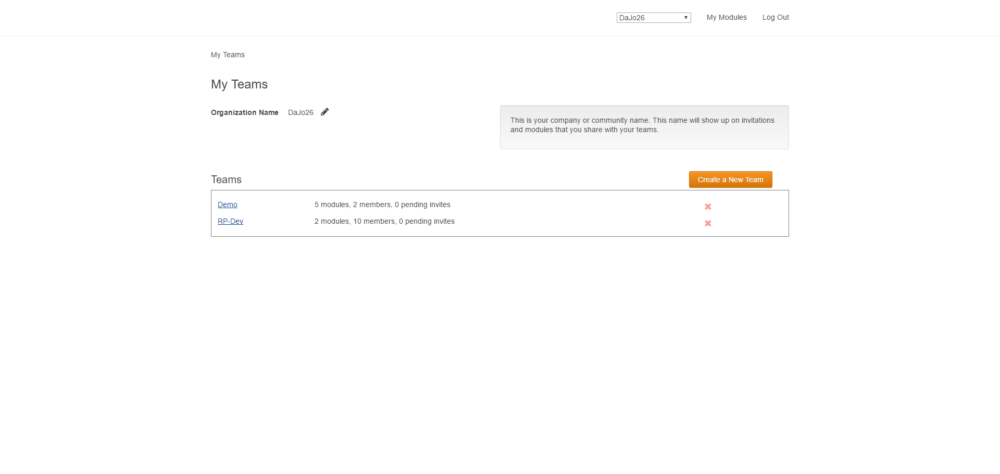 DaJo26 My Modules Log Out
My Teams
My Teams
Organization Name DaJo26
This is your company or community name. This name will show up on invitations
and modules that you share with your teams.
Teams
Create a New Team
Demo 5 modules, 2 members, 0 pending invites
RP-Dev 2 modules, 10 members, 0 pending invites